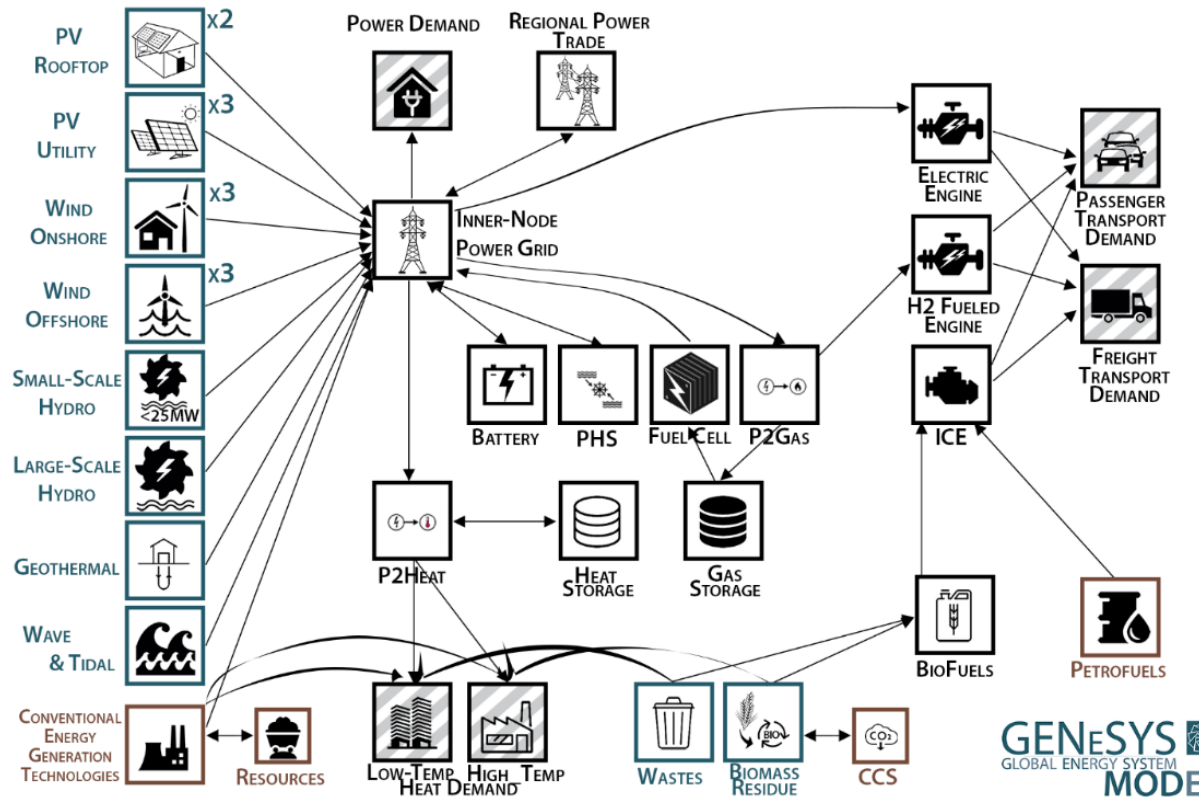 PV
Rooftop
x2
PV
Utility
x3
Wind
Onshore
x3
Wind
Offshore
x3
Small-Scale
Hydro
<25MW
Large-Scale
Hydro
Geothermal
Wave
& Tidal
Conventional
Energy
Generation
Technologies
Resources
Power Demand
Regional Power
Trade
Inner-Node
Power Grid
Battery
PHS
Fuel Cell
P2Gas
P2Heat
Heat
Storage
Gas
Storage
Low-Temp High_Temp
Heat Demand
Wastes
BIO
Biomass
Residue
CO2
CCS
Electric
Engine
H2 Fueled
Engine
ICE
BioFuels
Petrofuels
Passenger
Transport
Demand
Freight
Transport
Demand
GENeSYS
GLOBAL ENERGY SYSTEM
MODE